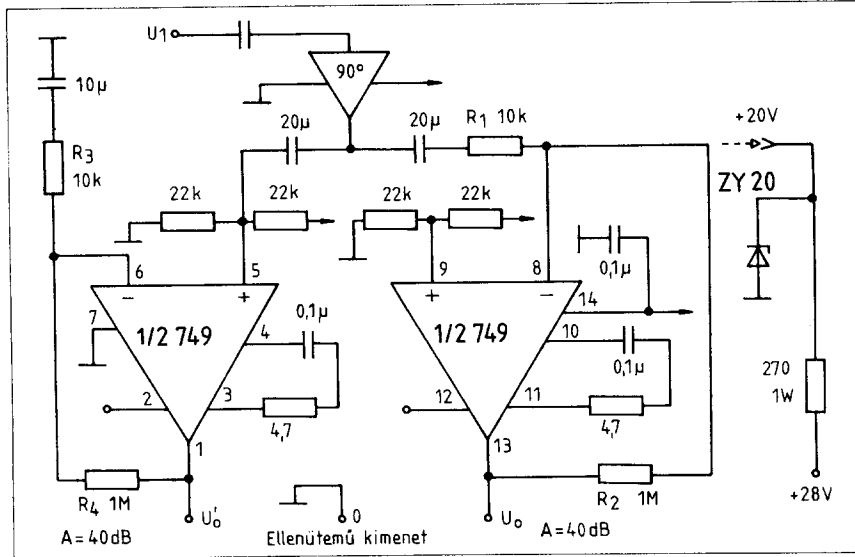 U1
90°
10µ
20µ
20µ
R1 10k
+20V
R3
10k
ZY 20
22k
22k
22k
22k
6
5
9
8
0,1µ
−
+
+
−
14
7
1/2 749
4
0,1µ
1/2 749
10
0,1µ
270
1W
2
3
4,7
12
11
4,7
1
13
R4 1M
R2 1M
+28V
U'o
0
Uo
A=40dB
Ellenütemű kimenet
A=40dB